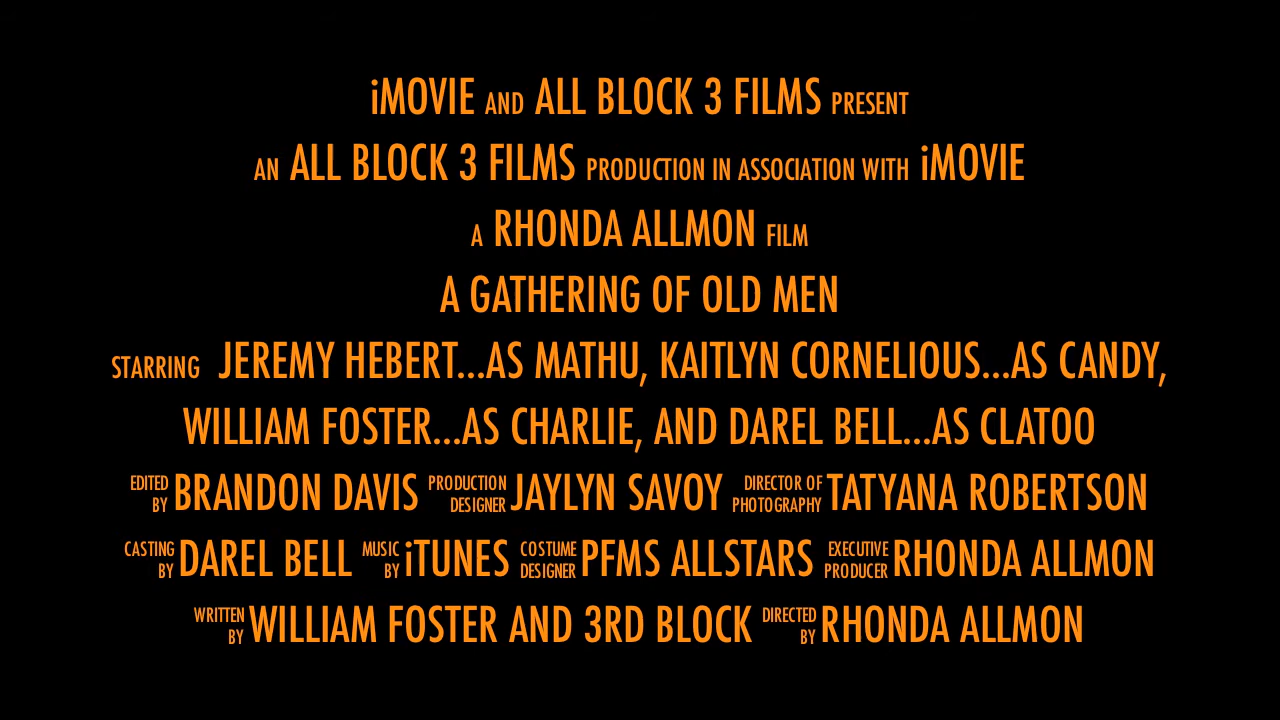 iMOVIE AND ALL BLOCK 3 FILMS PRESENT
AN ALL BLOCK 3 FILMS PRODUCTION IN ASSOCIATION WITH iMOVIE
A RHONDA ALLMON FILM
A GATHERING OF OLD MEN
STARRING JEREMY HEBERT...AS MATHU, KAITLYN CORNELIOUS...AS CANDY,
WILLIAM FOSTER...AS CHARLIE, AND DAREL BELL...AS CLATOO
EDITED BY BRANDON DAVIS PRODUCTION DESIGNER JAYLYN SAVOY DIRECTOR OF PHOTOGRAPHY TATYANA ROBERTSON
CASTING BY DAREL BELL MUSIC BY iTUNES COSTUME DESIGNER PFMS ALLSTARS EXECUTIVE PRODUCER RHONDA ALLMON
WRITTEN BY WILLIAM FOSTER AND 3RD BLOCK DIRECTED BY RHONDA ALLMON